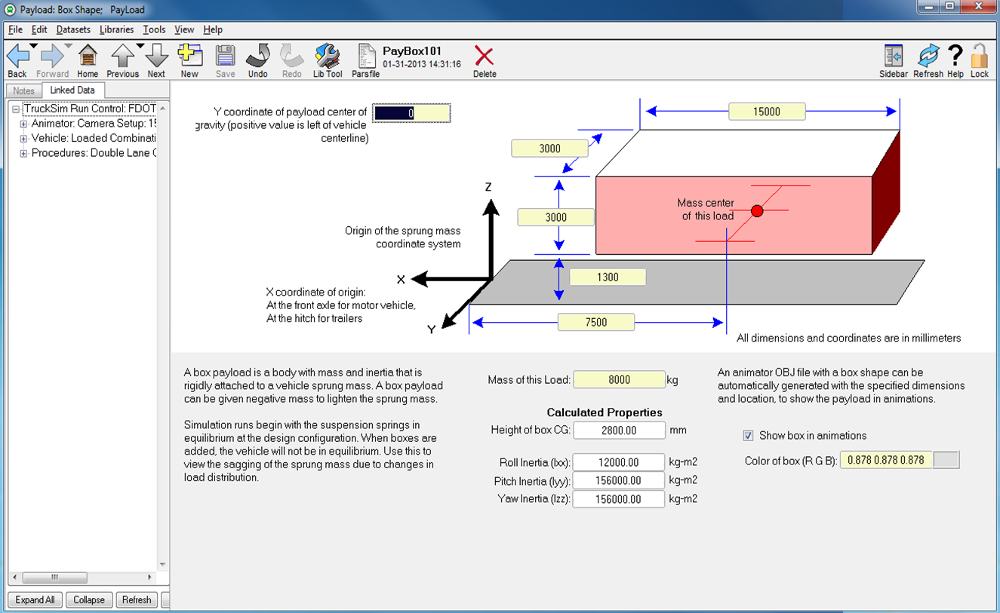 Payload: Box Shape;   PayLoad
File Edit Datasets Libraries Tools View Help
Back Forward Home Previous Next New Save Undo Redo Lib Tool Parsfile
PayBox101
01-31-2013 14:31:16
Delete
Sidebar Refresh Help Lock
Notes Linked Data
TruckSim Run Control: FDOT
Animator: Camera Setup: 15
Vehicle: Loaded Combinati
Procedures: Double Lane C
Expand All Collapse Refresh
Y coordinate of payload center of
gravity (positive value is left of vehicle
centerline)
0
15000
3000
3000
Mass center
of this load
Z
Origin of the sprung mass
coordinate system
X
1300
X coordinate of origin:
At the front axle for motor vehicle,
At the hitch for trailers
Y
7500
All dimensions and coordinates are in millimeters
A box payload is a body with mass and inertia that is
rigidly attached to a vehicle sprung mass. A box payload
can be given negative mass to lighten the sprung mass.
Simulation runs begin with the suspension springs in
equilibrium at the design configuration. When boxes are
added, the vehicle will not be in equilibrium. Use this to
view the sagging of the sprung mass due to changes in
load distribution.
Mass of this Load: 8000 kg
Calculated Properties
Height of box CG: 2800.00 mm
Roll Inertia (Ixx): 12000.00 kg-m2
Pitch Inertia (Iyy): 156000.00 kg-m2
Yaw Inertia (Izz): 156000.00 kg-m2
An animator OBJ file with a box shape can be
automatically generated with the specified dimensions
and location, to show the payload in animations.
Show box in animations
Color of box (R G B): 0.878 0.878 0.878